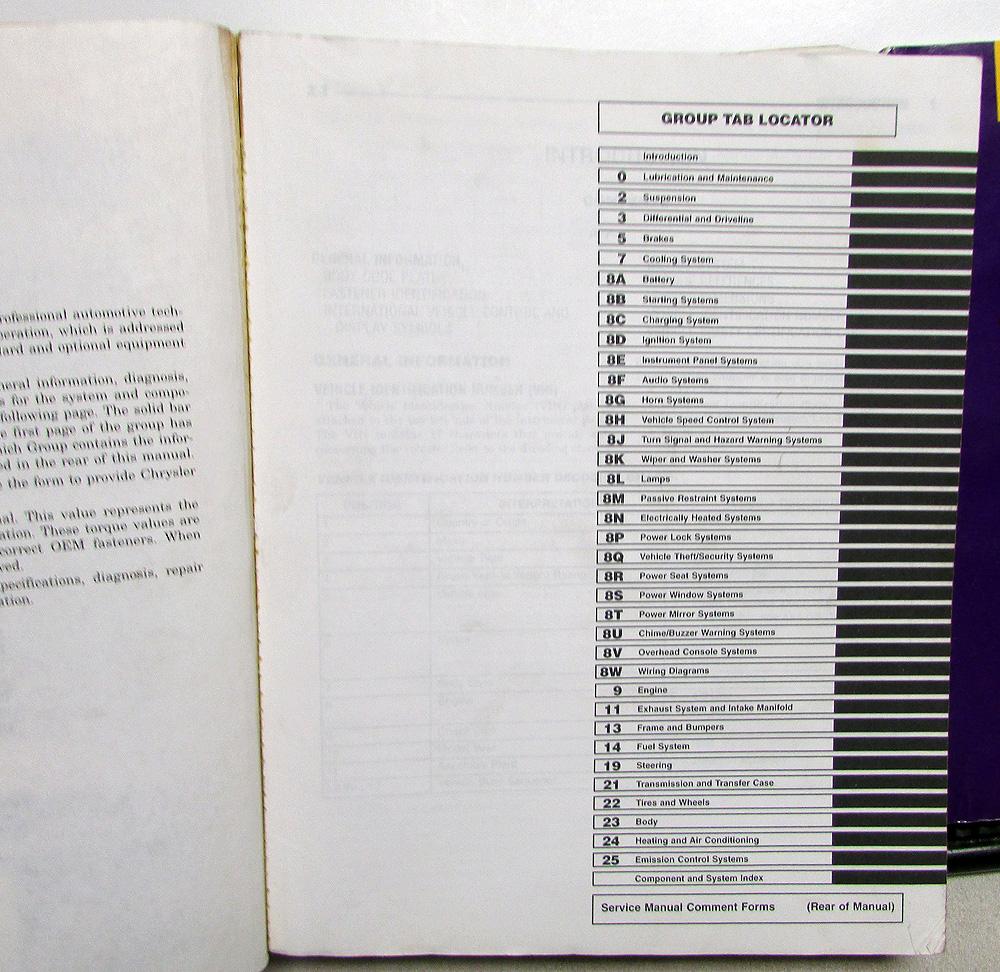 rofessional automotive tech-
peration, which is addressed
dard and optional equipment
neral information, diagnosis,
s for the system and compo-
following page. The solid bar
e first page of the group has
ich Group contains the infor-
ed in the rear of this manual.
e the form to provide Chrysler
al. This value represents the
ation. These torque values are
correct OEM fasteners. When
ved.
pecifications, diagnosis, repair
ation.
GROUP TAB LOCATOR
Introduction
0 Lubrication and Maintenance
2 Suspension
3 Differential and Driveline
5 Brakes
7 Cooling System
8A Battery
8B Starting Systems
8C Charging System
8D Ignition System
8E Instrument Panel Systems
8F Audio Systems
8G Horn Systems
8H Vehicle Speed Control System
8J Turn Signal and Hazard Warning Systems
8K Wiper and Washer Systems
8L Lamps
8M Passive Restraint Systems
8N Electrically Heated Systems
8P Power Lock Systems
8Q Vehicle Theft/Security Systems
8R Power Seat Systems
8S Power Window Systems
8T Power Mirror Systems
8U Chime/Buzzer Warning Systems
8V Overhead Console Systems
8W Wiring Diagrams
9 Engine
11 Exhaust System and Intake Manifold
13 Frame and Bumpers
14 Fuel System
19 Steering
21 Transmission and Transfer Case
22 Tires and Wheels
23 Body
24 Heating and Air Conditioning
25 Emission Control Systems
Component and System Index
Service Manual Comment Forms (Rear of Manual)